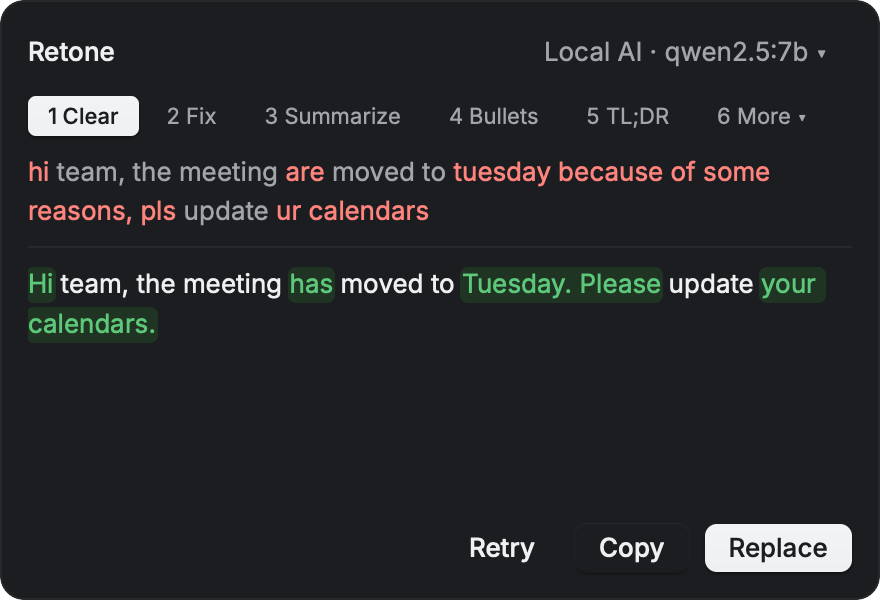 Retone
Local AI · qwen2.5:7b ▾
1 Clear 2 Fix 3 Summarize 4 Bullets 5 TL;DR 6 More ▾
hi team, the meeting are moved to tuesday because of some
reasons, pls update ur calendars
Hi team, the meeting has moved to Tuesday. Please update your
calendars.
Retry Copy Replace